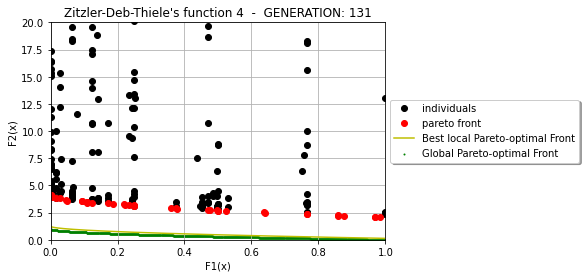 Zitzler-Deb-Thiele's function 4 - GENERATION: 131
20.0
17.5
15.0
12.5
10.0
7.5
5.0
2.5
0.0
F2(x)
0.0 0.2 0.4 0.6 0.8 1.0
F1(x)
individuals
pareto front
Best local Pareto-optimal Front
Global Pareto-optimal Front